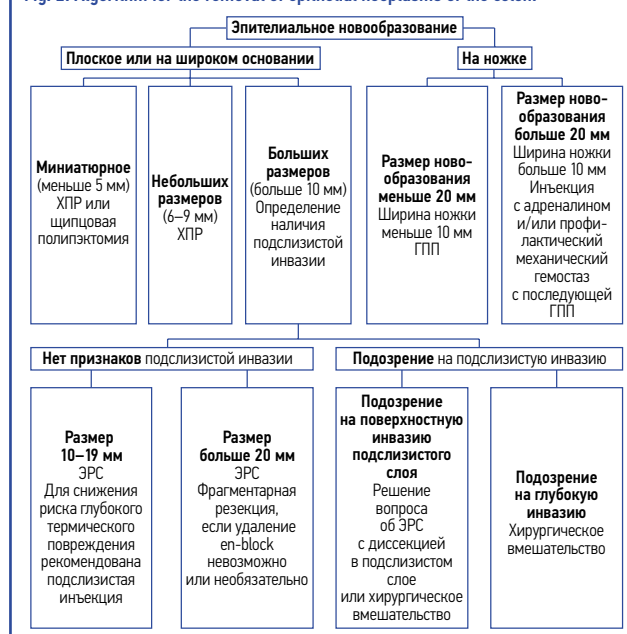 Fig. 2. Algorithm for the removal of epithelial neoplasms of the colon.
Эпителиальное новообразование
Плоское или на широком основании
На ножке
Миниатюрное
(меньше 5 мм)
ХПР или
щипцовая
полипэктомия
Небольших
размеров
(6–9 мм)
ХПР
Больших
размеров
(больше 10 мм)
Определение
наличия
подслизистой
инвазии
Размер ново-
образования
меньше 20 мм
Ширина ножки
меньше 10 мм
ГПП
Размер ново-
образования
больше 20 мм
Ширина ножки
больше 10 мм
Инъекция
с адреналином
и/или профи-
лактический
механический
гемостаз
с последующей
ГПП
Нет признаков подслизистой инвазии
Подозрение на подслизистую инвазию
Размер
10–19 мм
ЭРС
Для снижения
риска глубокого
термического
повреждения
рекомендована
подслизистая
инъекция
Размер
больше 20 мм
ЭРС
Фрагментарная
резекция,
если удаление
en-block
невозможно
или необязательно
Подозрение
на поверхностную
инвазию
подслизистого
слоя
Решение
вопроса
об ЭРС
с диссекцией
в подслизистом
слое
или хирургическое
вмешательство
Подозрение
на глубокую
инвазию
Хирургическое
вмешательство